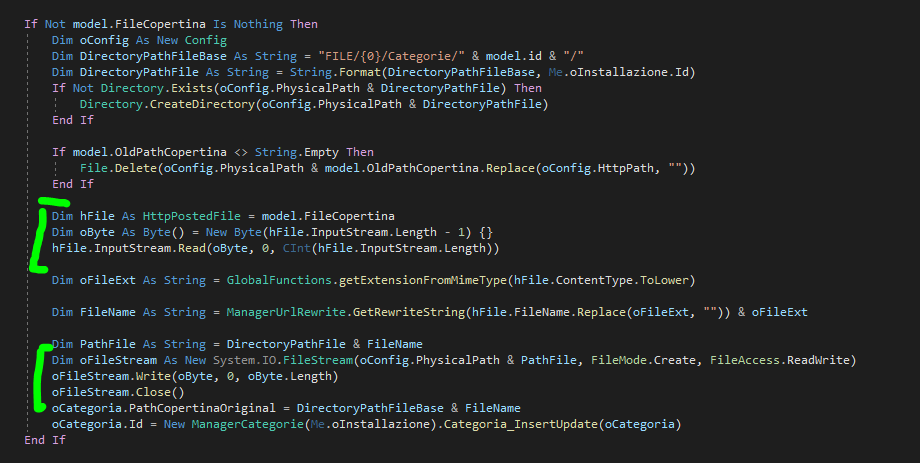 If Not model.FileCopertina Is Nothing Then
Dim oConfig As New Config
Dim DirectoryPathFileBase As String = "FILE/{0}/Categorie/" & model.id & "/"
Dim DirectoryPathFile As String = String.Format(DirectoryPathFileBase, Me.oInstallazione.Id)
If Not Directory.Exists(oConfig.PhysicalPath & DirectoryPathFile) Then
Directory.CreateDirectory(oConfig.PhysicalPath & DirectoryPathFile)
End If
If model.OldPathCopertina <> String.Empty Then
File.Delete(oConfig.PhysicalPath & model.OldPathCopertina.Replace(oConfig.HttpPath, ""))
End If
Dim hFile As HttpPostedFile = model.FileCopertina
Dim oByte As Byte() = New Byte(hFile.InputStream.Length - 1) {}
hFile.InputStream.Read(oByte, 0, CInt(hFile.InputStream.Length))
Dim oFileExt As String = GlobalFunctions.getExtensionFromMimeType(hFile.ContentType.ToLower)
Dim FileName As String = ManagerUrlRewrite.GetRewriteString(hFile.FileName.Replace(oFileExt, "")) & oFileExt
Dim PathFile As String = DirectoryPathFile & FileName
Dim oFileStream As New System.IO.FileStream(oConfig.PhysicalPath & PathFile, FileMode.Create, FileAccess.ReadWrite)
oFileStream.Write(oByte, 0, oByte.Length)
oFileStream.Close()
oCategoria.PathCopertinaOriginal = DirectoryPathFileBase & FileName
oCategoria.Id = New ManagerCategorie(Me.oInstallazione).Categoria_InsertUpdate(oCategoria)
End If